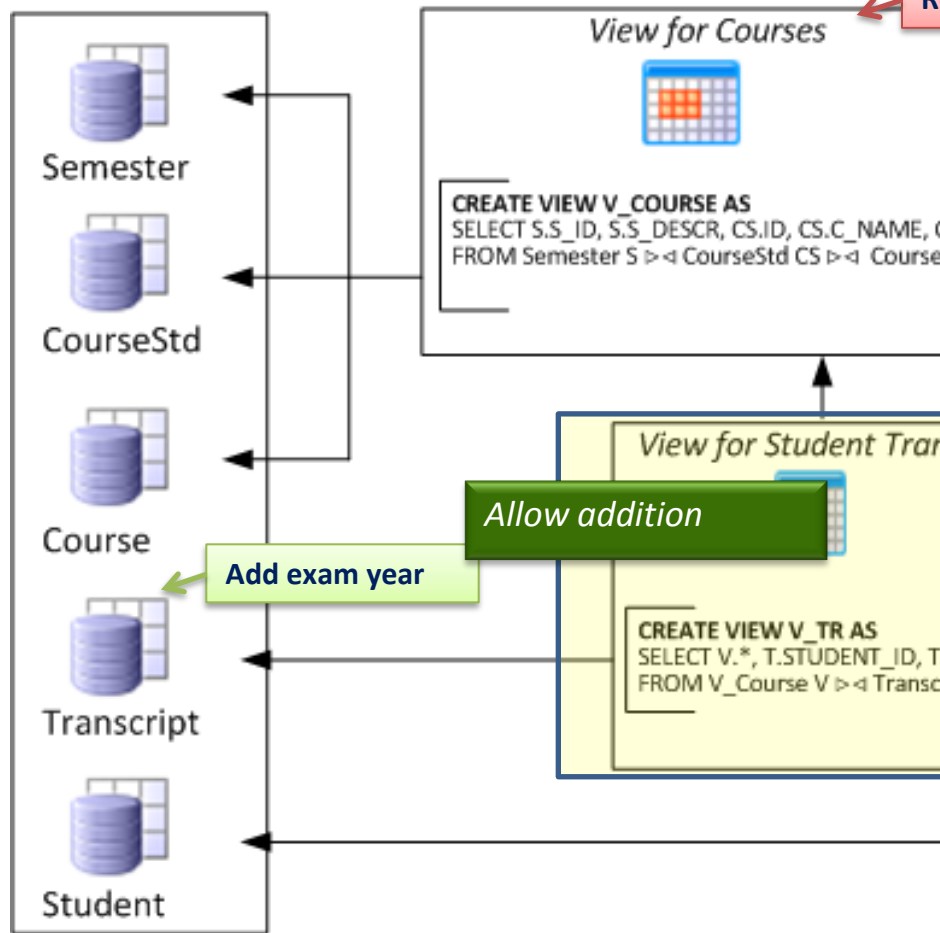 View for Courses
Semester
CREATE VIEW V_COURSE AS
SELECT S.S_ID, S.S_DESCR, CS.ID, CS.C_NAME,
FROM Semester S ▷◁ CourseStd CS ▷◁ Course
CourseStd
View for Student
Allow addition
Course
Add exam year
CREATE VIEW V_TR AS
SELECT V.*, T.STUDENT_ID,
FROM V_Course V ▷◁
Transcript
Student